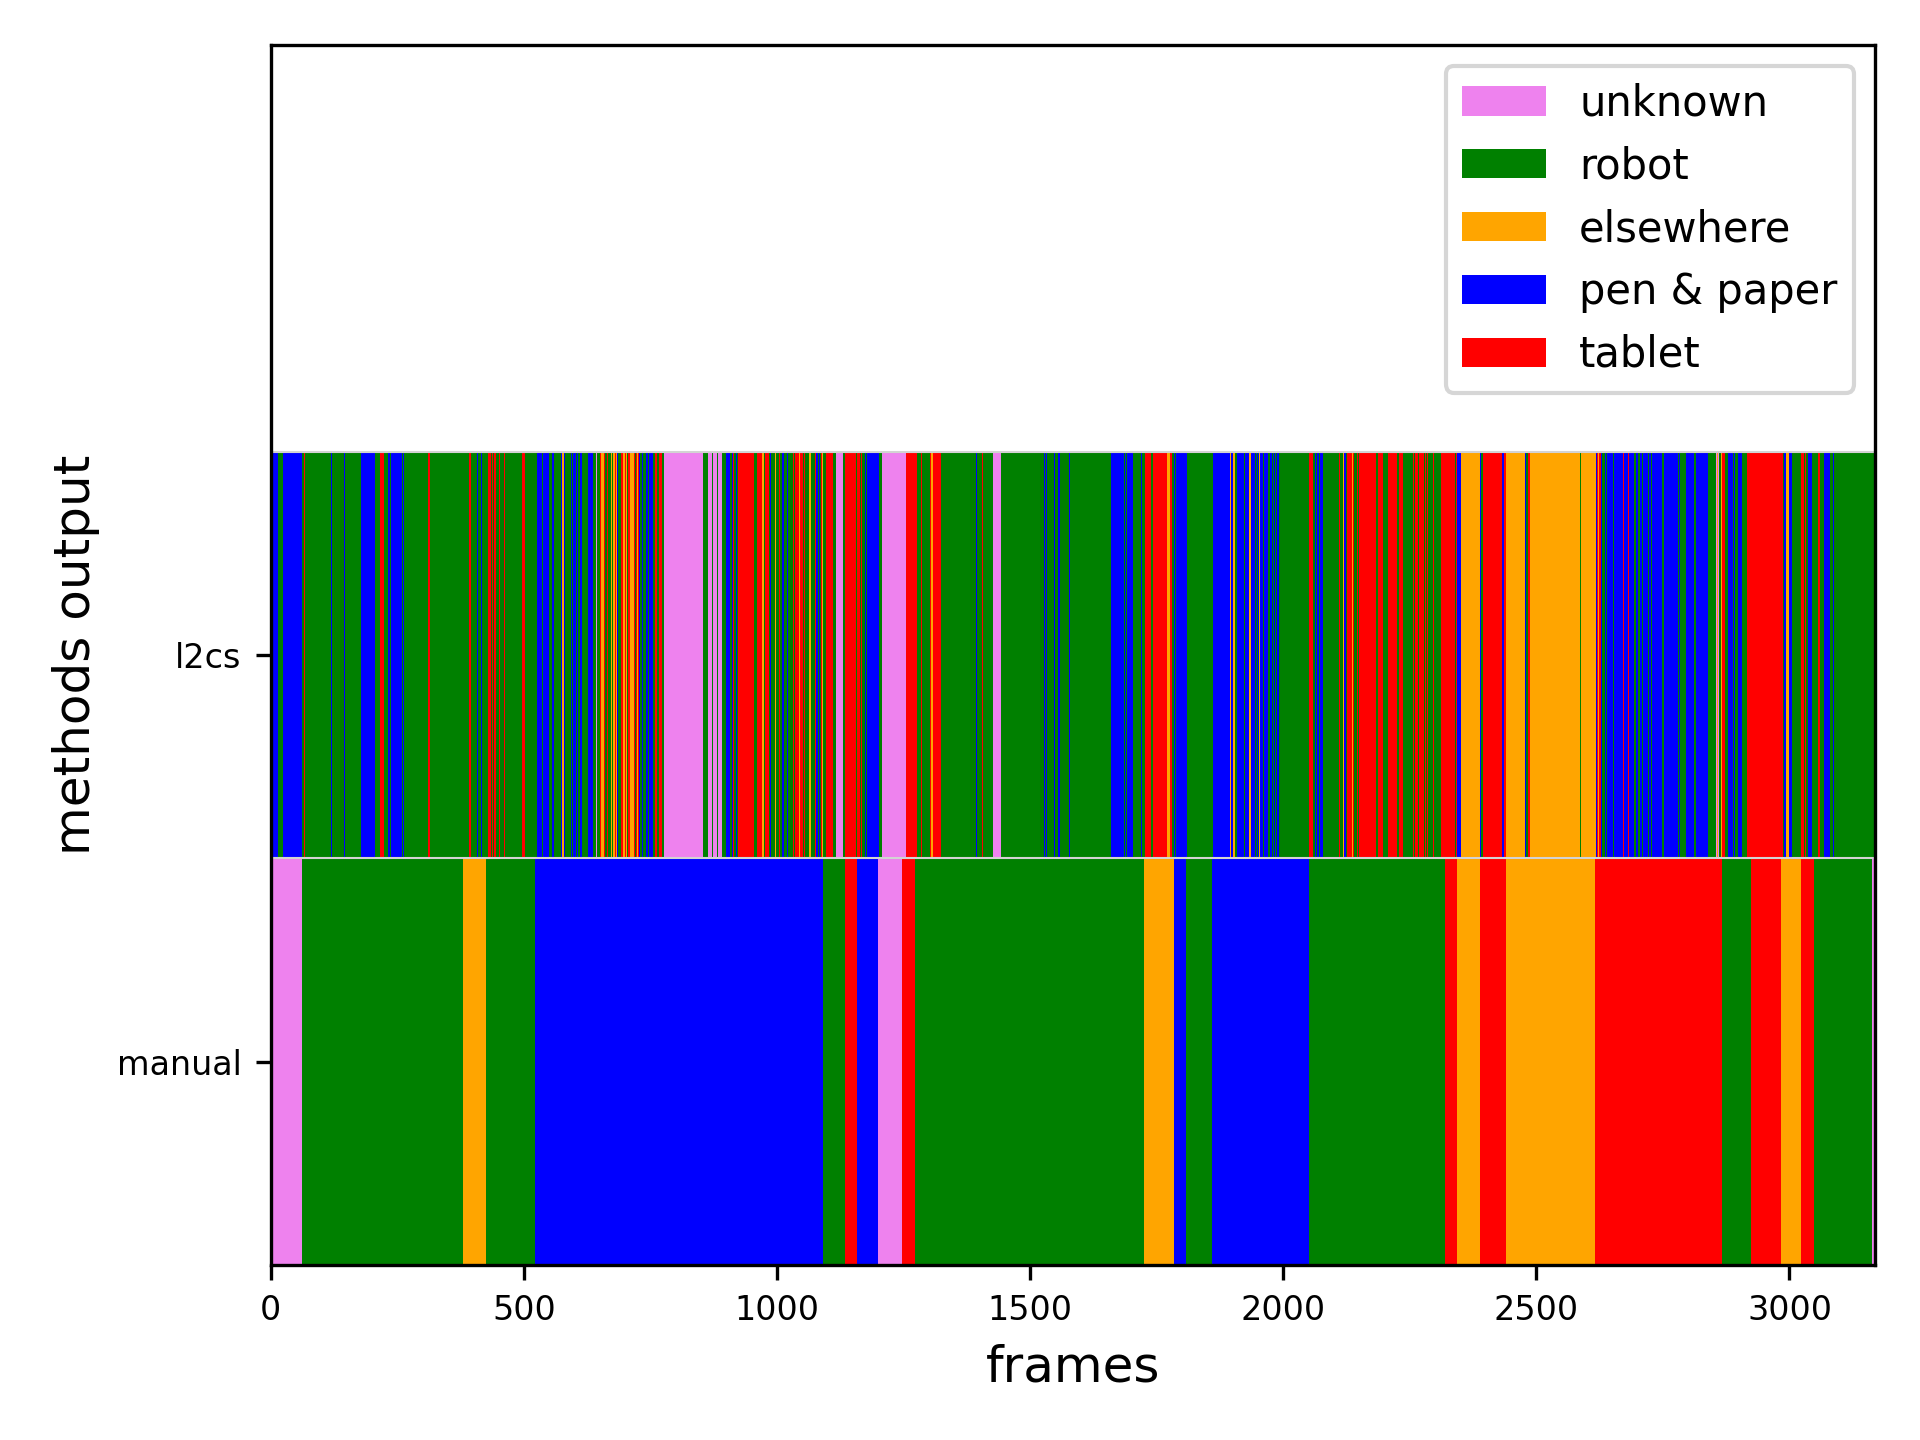 unknown
robot
elsewhere
pen & paper
tablet
methods output
l2cs
manual
0 500 1000 1500 2000 2500 3000
frames